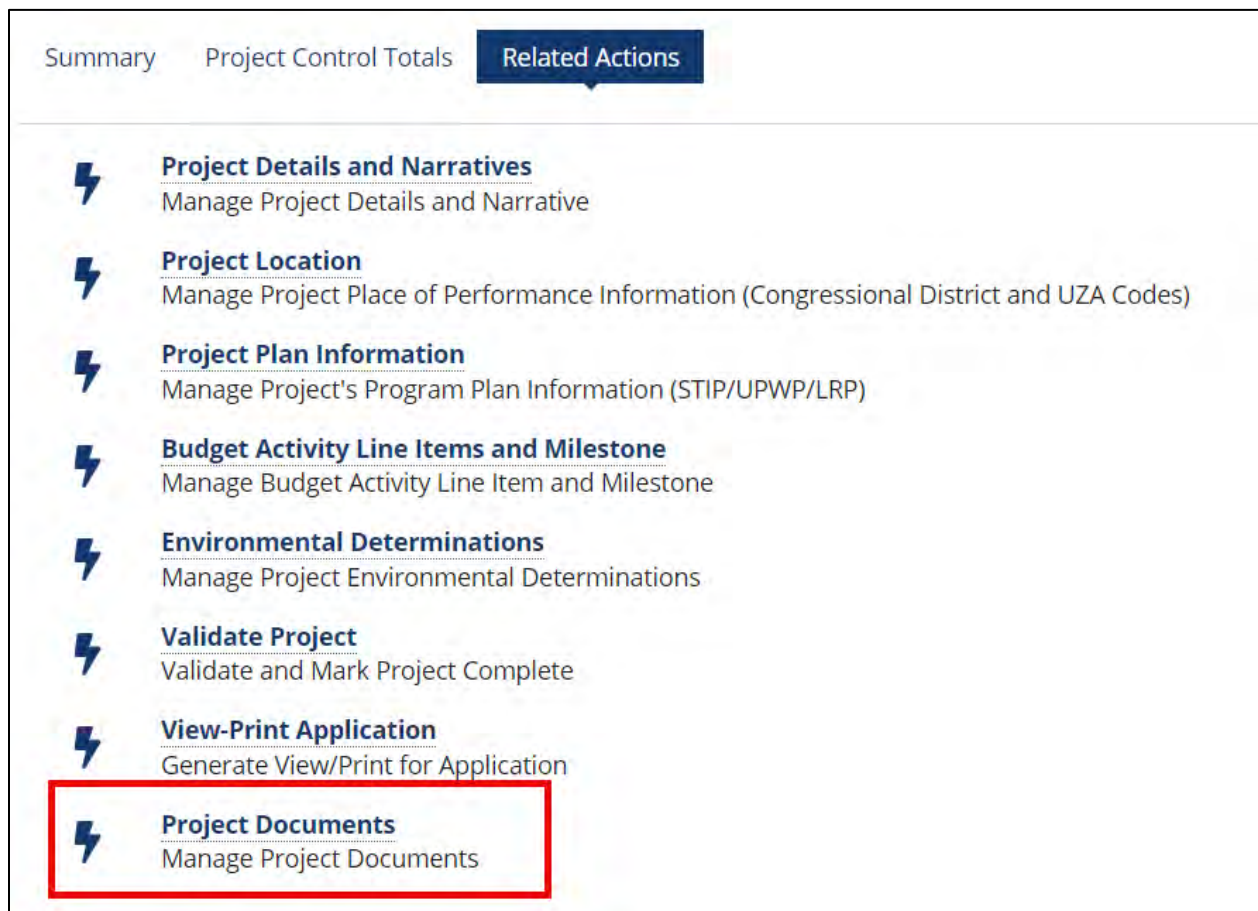 Summary Project Control Totals Related Actions
Project Details and Narratives
Manage Project Details and Narrative
Project Location
Manage Project Place of Performance Information (Congressional District and UZA Codes)
Project Plan Information
Manage Project's Program Plan Information (STIP/UPWP/LRP)
Budget Activity Line Items and Milestone
Manage Budget Activity Line Item and Milestone
Environmental Determinations
Manage Project Environmental Determinations
Validate Project
Validate and Mark Project Complete
View-Print Application
Generate View/Print for Application
Project Documents
Manage Project Documents